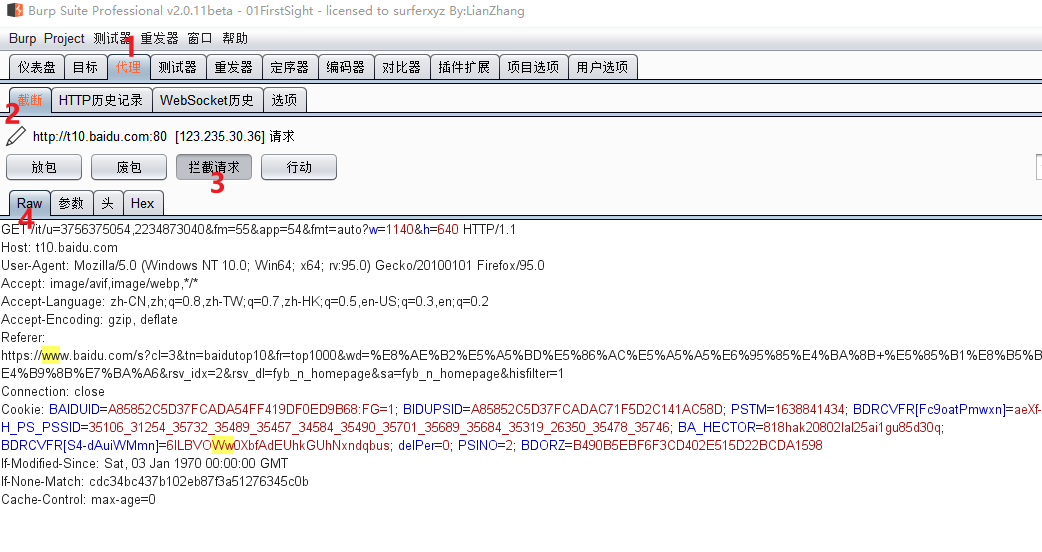 Burp Suite Professional v2.0.11beta - 01FirstSight - licensed to surferxyz By:LianZhang
Burp Project 测试器 重发器 窗口 帮助
1
仪表盘 目标 代理 测试器 重发器 定序器 编码器 对比器 插件扩展 项目选项 用户选项
截断 HTTP历史记录 WebSocket历史 选项
2
http://t10.baidu.com:80 [123.235.30.36] 请求
放包 废包 拦截请求 行动
3
Raw 参数 头 Hex
4
GET /it/u=3756375054,2234873040&fm=55&app=54&fmt=auto?w=1140&h=640 HTTP/1.1
Host: t10.baidu.com
User-Agent: Mozilla/5.0 (Windows NT 10.0; Win64; x64; rv:95.0) Gecko/20100101 Firefox/95.0
Accept: image/avif,image/webp,*/*
Accept-Language: zh-CN,zh;q=0.8,zh-TW;q=0.7,zh-HK;q=0.5,en-US;q=0.3,en;q=0.2
Accept-Encoding: gzip, deflate
Referer:
https://www.baidu.com/s?cl=3&tn=baidutop10&fr=top1000&wd=%E8%AE%B2%E5%A5%BD%E5%86%AC%E5%A5%A5%E6%95%85%E4%BA%8B+%E5%85%B1%E8%B5%B
E4%B9%8B%E7%BA%A6&rsv_idx=2&rsv_dl=fyb_n_homepage&sa=fyb_n_homepage&hisfilter=1
Connection: close
Cookie: BAIDUID=A85852C5D37FCADA54FF419DF0ED9B68:FG=1; BIDUPSID=A85852C5D37FCADAC71F5D2C141AC58D; PSTM=1638841434; BDRCVFR[Fc9oatPmwxn]=aeXf-
H_PS_PSSID=35106_31254_35732_35489_35457_34584_35490_35701_35689_35684_35319_26350_35478_35746; BA_HECTOR=818hak20802lal25ai1gu85d30q;
BDRCVFR[S4-dAuiWMmn]=6ILBVOWw0XbfAdEUhkGUhNxndqbus; delPer=0; PSINO=2; BDORZ=B490B5EBF6F3CD402E515D22BCDA1598
If-Modified-Since: Sat, 03 Jan 1970 00:00:00 GMT
If-None-Match: cdc34bc437b102eb87f3a51276345c0b
Cache-Control: max-age=0